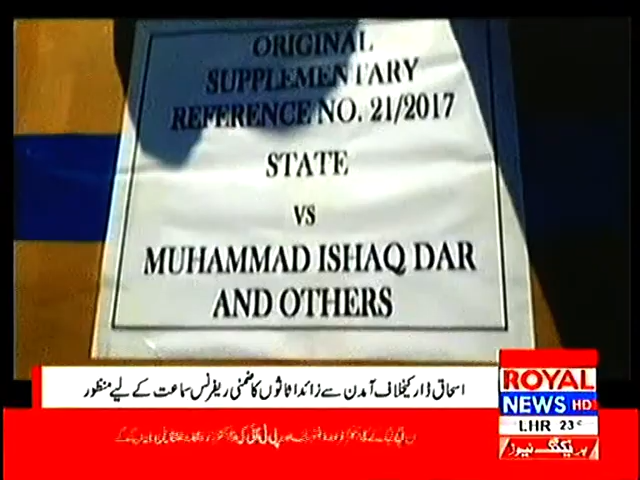 ORIGINAL
SUPPLEMENTARY
REFERENCE NO. 21/2017
STATE
VS
MUHAMMAD ISHAQ DAR
AND OTHERS
اسحاق ڈار کیخلاف آمدن سے زائد اثاثوں کا ضمنی ریفرنس سماعت کے لیے منظور
ROYAL
NEWS HD
LHR 23°
بریکنگ نیوز